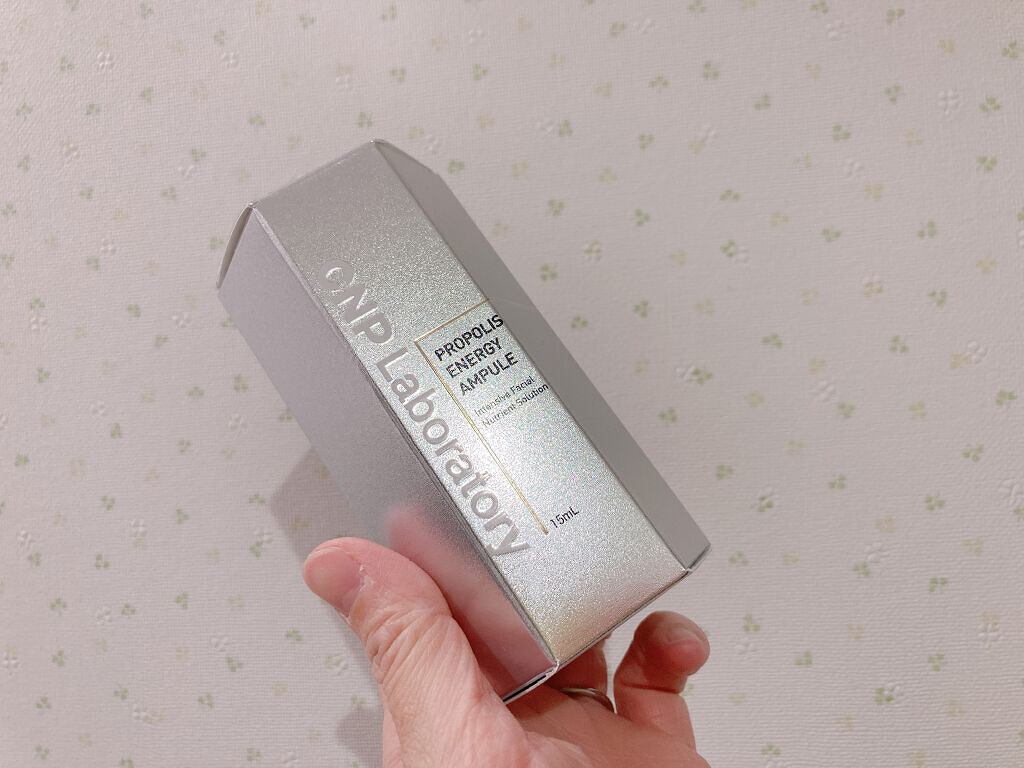 CNP Laboratory
PROPOLIS
ENERGY
AMPULE
Intensive Facial
Nutrient Solution
15mL